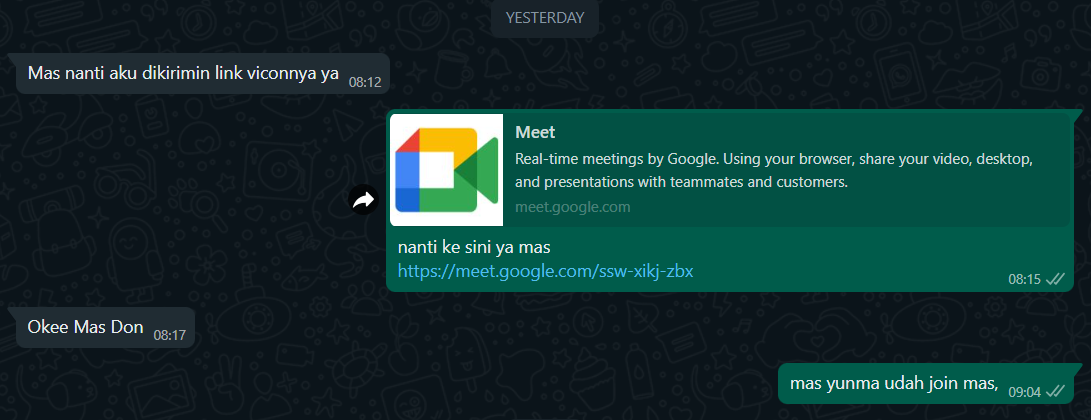 YESTERDAY
Mas nanti aku dikirimin link viconnya ya 08:12
Meet
Real-time meetings by Google. Using your browser, share your video, desktop,
and presentations with teammates and customers.
meet.google.com
nanti ke sini ya mas
https://meet.google.com/ssw-xikj-zbx 08:15
Okee Mas Don 08:17
mas yunma udah join mas, 09:04